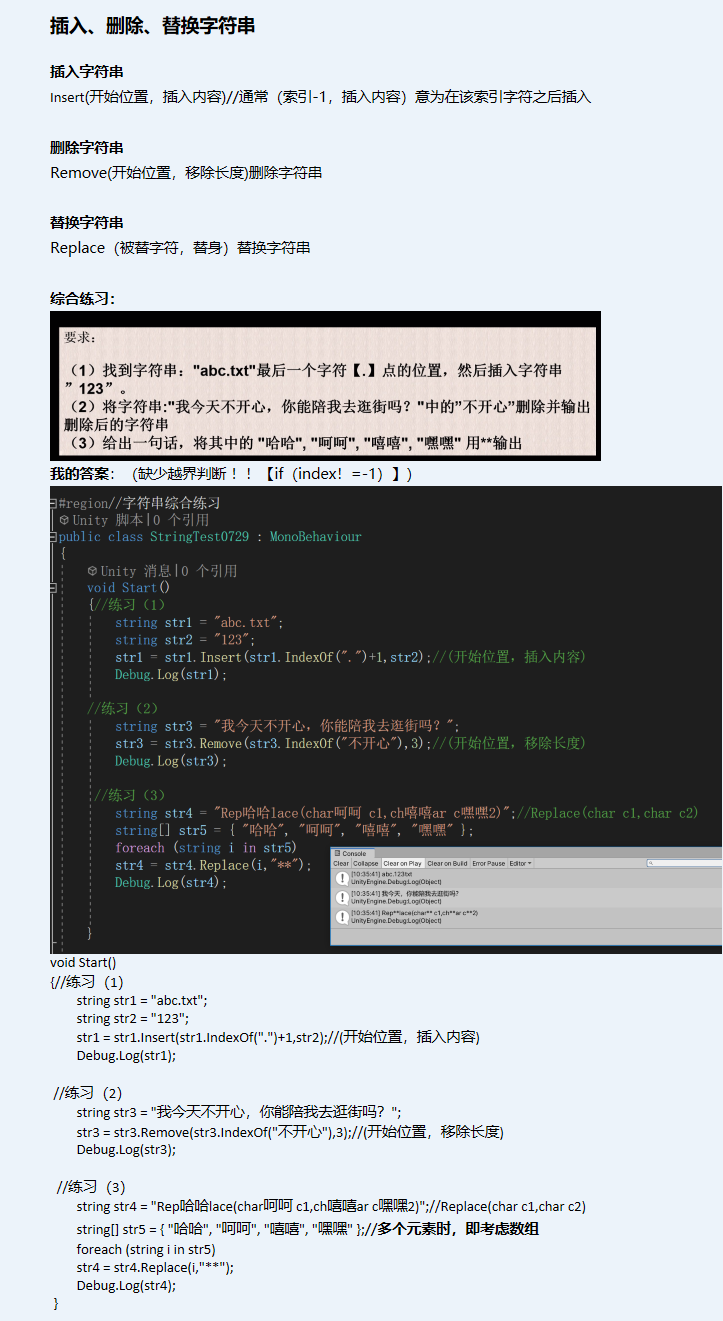 插入、删除、替换字符串
插入字符串
Insert(开始位置，插入内容)//通常（索引-1，插入内容）意为在该索引字符之后插入
删除字符串
Remove(开始位置，移除长度)删除字符串
替换字符串
Replace（被替字符，替身）替换字符串
综合练习：
要求：
（1）找到字符串："abc.txt"最后一个字符【.】点的位置，然后插入字符串
”123”。
（2）将字符串:"我今天不开心，你能陪我去逛街吗？"中的”不开心”删除并输出
删除后的字符串
（3）给出一句话，将其中的 "哈哈", "呵呵", "嘻嘻", "嘿嘿" 用**输出
我的答案：（缺少越界判断！！【if（index！=-1）】）
#region//字符串综合练习
Unity 脚本|0 个引用
public class StringTest0729 : MonoBehaviour
{
Unity 消息|0 个引用
void Start()
{//练习（1）
string str1 = "abc.txt";
string str2 = "123";
str1 = str1.Insert(str1.IndexOf(".")+1,str2);//(开始位置，插入内容)
Debug.Log(str1);
//练习（2）
string str3 = "我今天不开心，你能陪我去逛街吗？";
str3 = str3.Remove(str3.IndexOf("不开心"),3);//(开始位置，移除长度)
Debug.Log(str3);
//练习（3）
string str4 = "Rep哈哈lace(char呵呵 c1,ch嘻嘻ar c嘿嘿2)";//Replace(char c1,char c2)
string[] str5 = { "哈哈", "呵呵", "嘻嘻", "嘿嘿" };
foreach (string i in str5)
str4 = str4.Replace(i,"**");
Debug.Log(str4);
}
Console
Clear Collapse Clear on Play Clear on Build Error Pause Editor
[10:35:41] abc.123txt
UnityEngine.Debug:Log(Object)
[10:35:41] 我今天，你能陪我去逛街吗?
UnityEngine.Debug:Log(Object)
[10:35:41] Rep**lace(char** c1,ch**ar c**2)
UnityEngine.Debug:Log(Object)
void Start()
{//练习（1）
string str1 = "abc.txt";
string str2 = "123";
str1 = str1.Insert(str1.IndexOf(".")+1,str2);//(开始位置，插入内容)
Debug.Log(str1);
//练习（2）
string str3 = "我今天不开心，你能陪我去逛街吗？";
str3 = str3.Remove(str3.IndexOf("不开心"),3);//(开始位置，移除长度)
Debug.Log(str3);
//练习（3）
string str4 = "Rep哈哈lace(char呵呵 c1,ch嘻嘻ar c嘿嘿2)";//Replace(char c1,char c2)
string[] str5 = { "哈哈", "呵呵", "嘻嘻", "嘿嘿" };//多个元素时，即考虑数组
foreach (string i in str5)
str4 = str4.Replace(i,"**");
Debug.Log(str4);
}